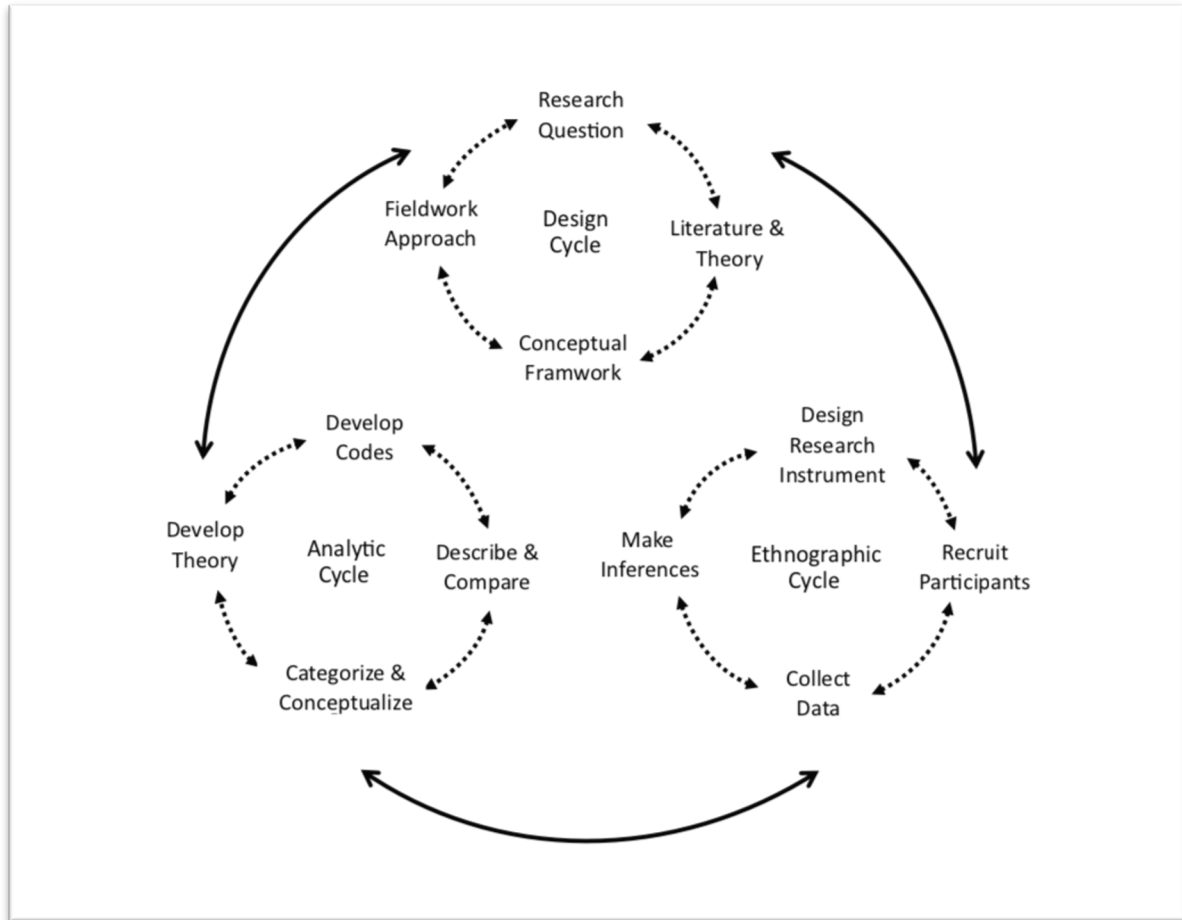 Research
Question
Fieldwork
Approach
Design
Cycle
Literature &
Theory
Conceptual
Framwork
Develop
Codes
Develop
Theory
Analytic
Cycle
Describe &
Compare
Categorize &
Conceptualize
Design
Research
Instrument
Make
Inferences
Ethnographic
Cycle
Recruit
Participants
Collect
Data